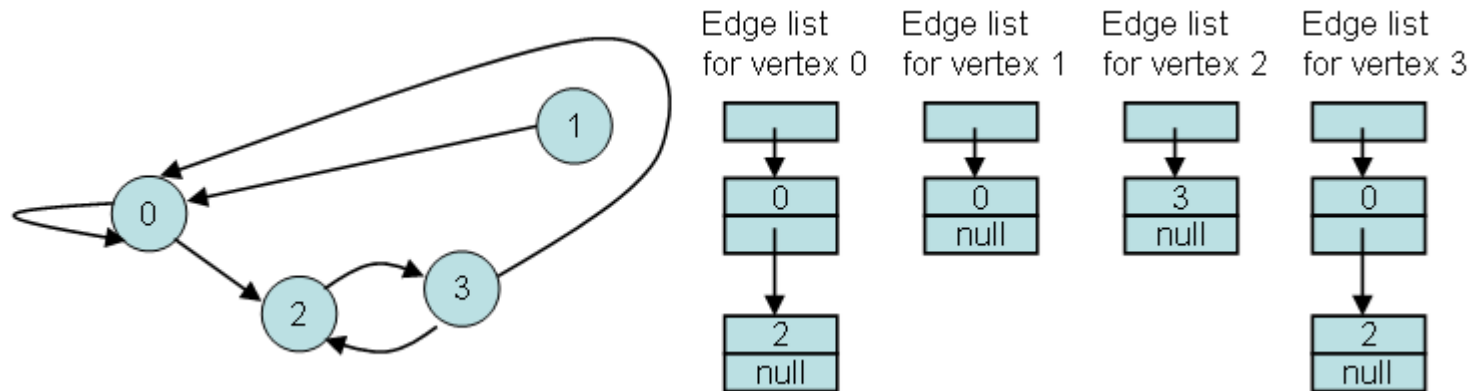 1
0
2
3
Edge list
for vertex 0
0
2
null
Edge list
for vertex 1
0
null
Edge list
for vertex 2
3
null
Edge list
for vertex 3
0
2
null